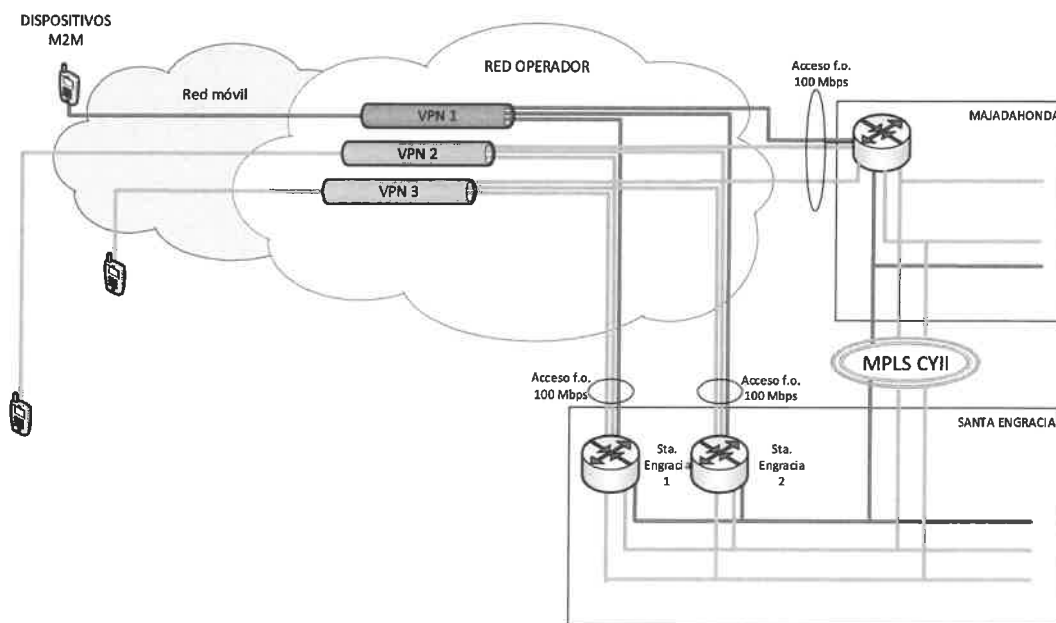 DISPOSITIVOS
M2M
Red móvil
RED OPERADOR
Acceso f.o.
100 Mbps
MAJADAHONDA
VPN 1
VPN 2
VPN 3
MPLS CYII
Acceso f.o.
100 Mbps
Acceso f.o.
100 Mbps
SANTA ENGRACIA
Sta.
Engracia
1
Sta.
Engracia
2